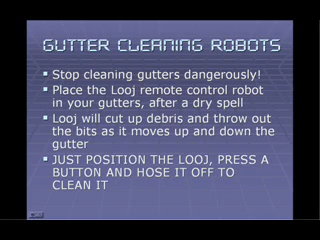 GUTTER CLEANING ROBOTS
Stop cleaning gutters dangerously!
Place the Looj remote control robot
in your gutters, after a dry spell
Looj will cut up debris and throw out
the bits as it moves up and down the
gutter
JUST POSITION THE LOOJ, PRESS A
BUTTON AND HOSE IT OFF TO
CLEAN IT